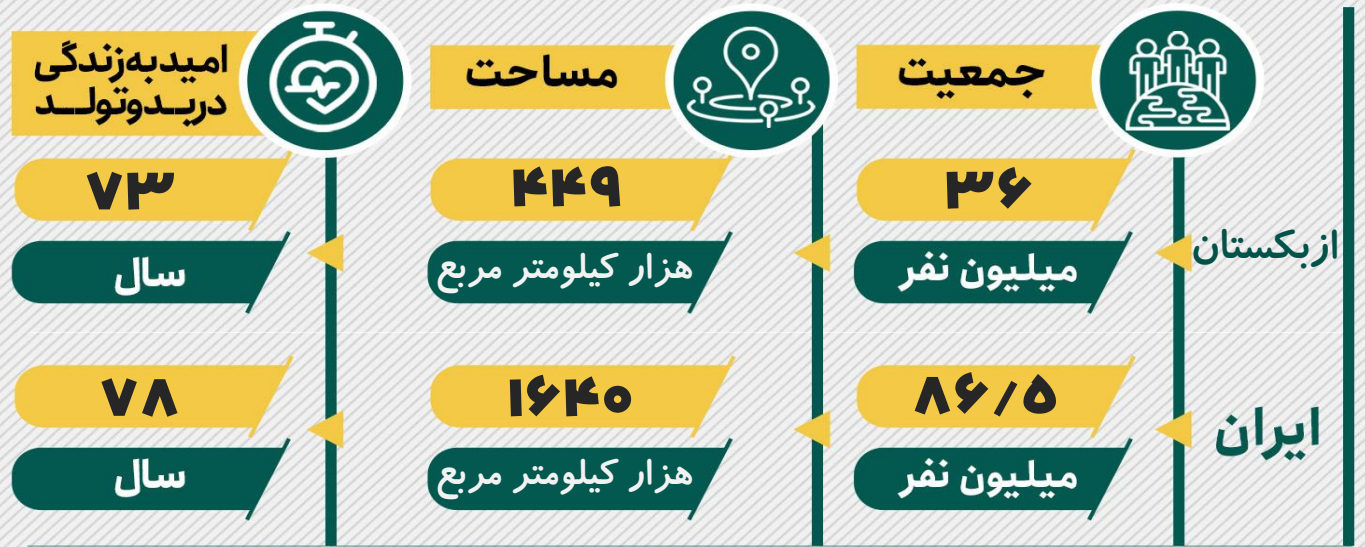 جمعیت
مساحت
امیدبه‌زندگی
دربدوتولد
ازبکستان
۳۶
میلیون نفر
۴۴۹
هزار کیلومتر مربع
۷۳
سال
ایران
۸۶/۵
میلیون نفر
۱۶۴۰
هزار کیلومتر مربع
۷۸
سال